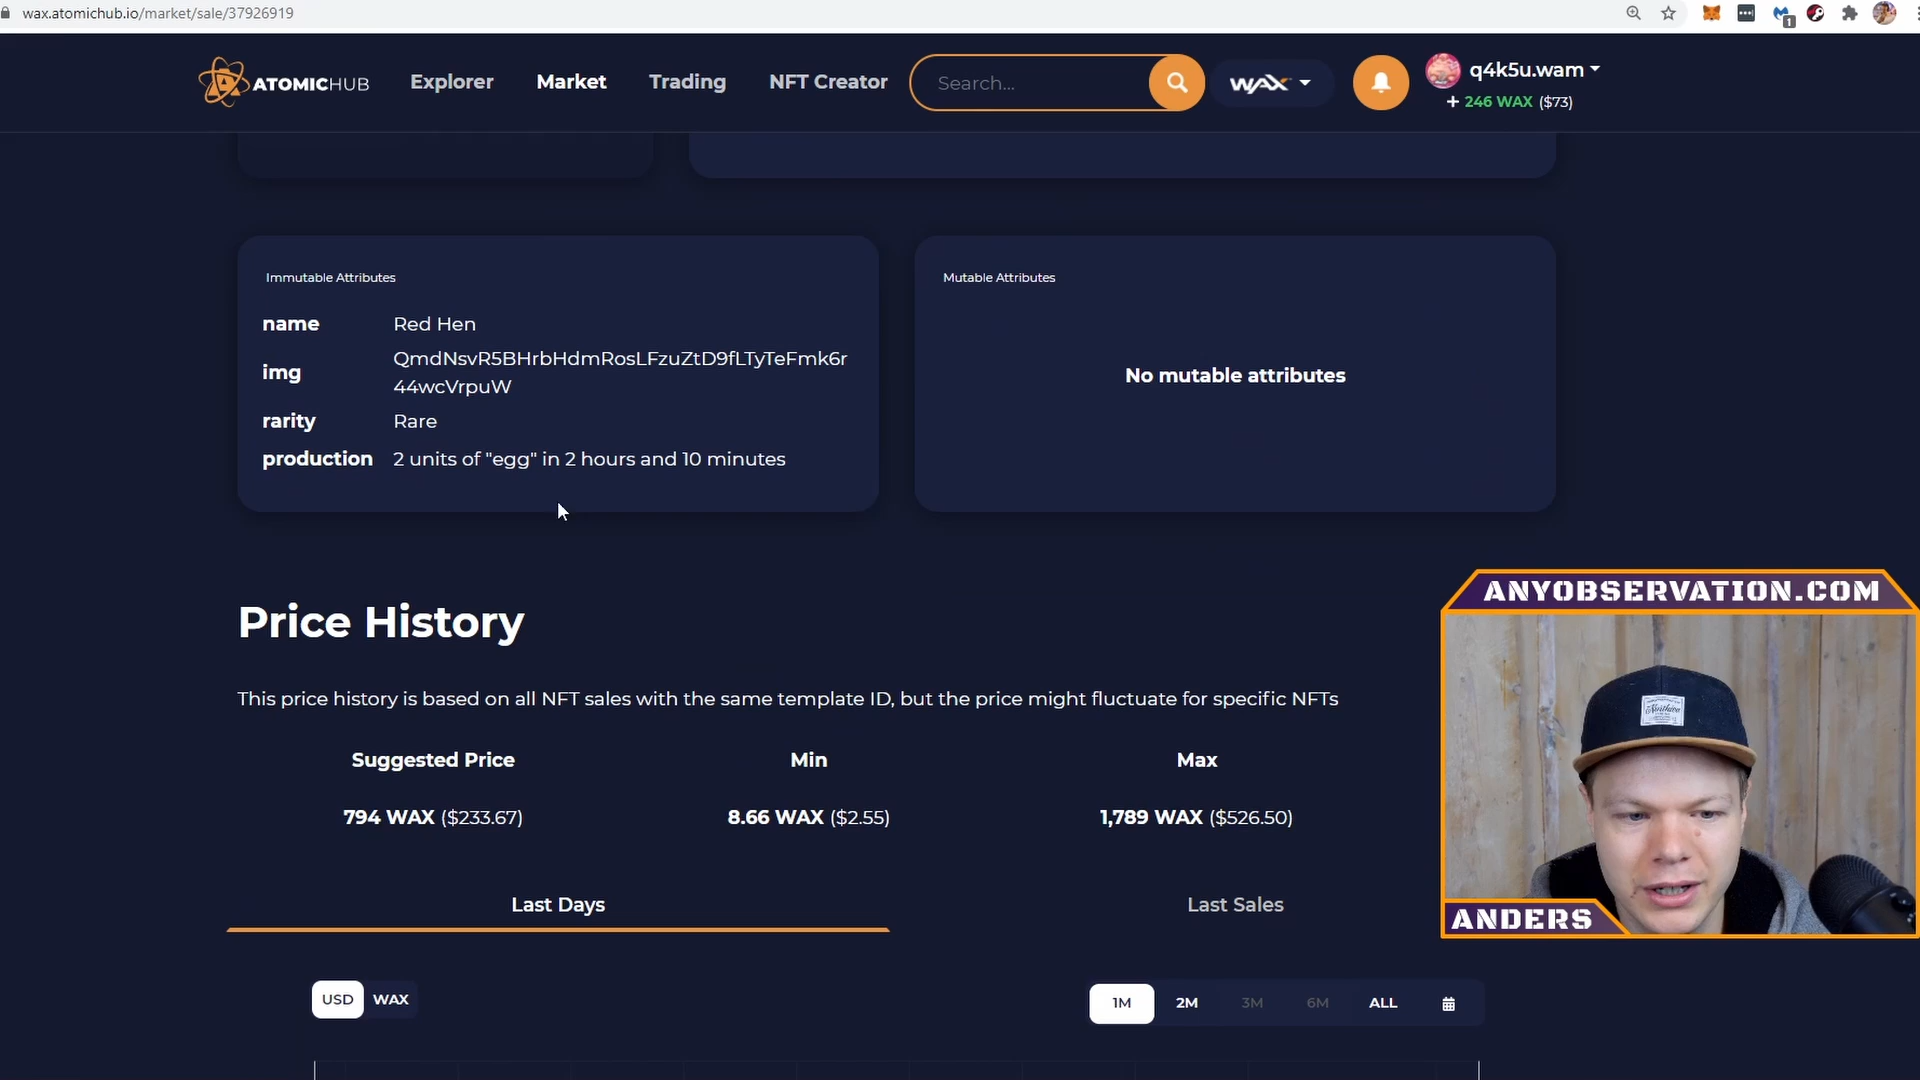 wax.atomichub.io/market/sale/37926919
1
ATOMICHUB
Explorer
Market
Trading
NFT Creator
Search...
WAX
q4k5u.wam
+ 246 WAX ($73)
Immutable Attributes
name Red Hen
img QmdNsvR5BHrbHdmRosLFzuZtD9fLTyTeFmk6r
44wcVrpuW
rarity Rare
production 2 units of "egg" in 2 hours and 10 minutes
Mutable Attributes
No mutable attributes
Price History
This price history is based on all NFT sales with the same template ID, but the price might fluctuate for specific NFTs
Suggested Price
794 WAX ($233.67)
Min
8.66 WAX ($2.55)
Max
1,789 WAX ($526.50)
Last Days
Last Sales
USD
WAX
1M
2M
3M
6M
ALL
ANYOBSERVATION.COM
ANDERS